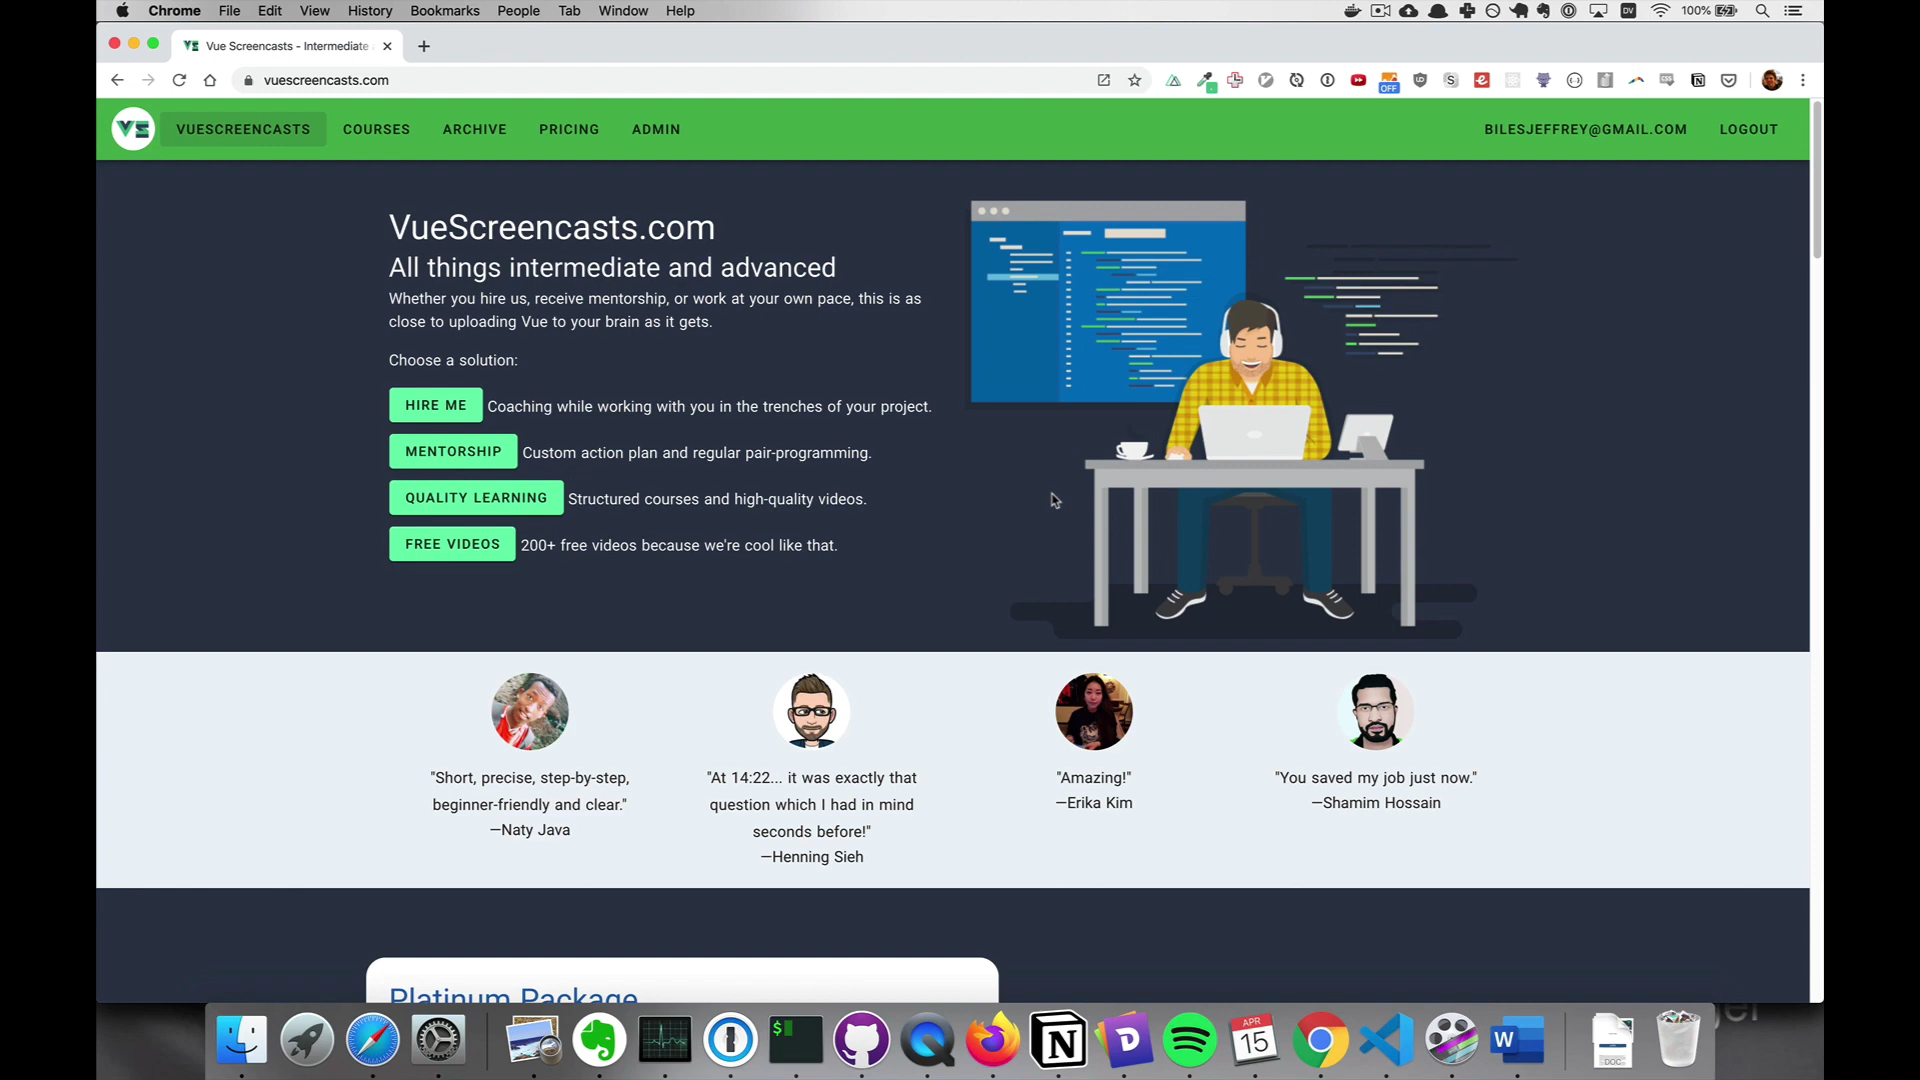 Chrome File Edit View History Bookmarks People Tab Window Help
DV 100%
Vue Screencasts - Intermediate
vuescreencasts.com
OFF
VUESCREENCASTS COURSES ARCHIVE PRICING ADMIN
BILESJEFFREY@GMAIL.COM LOGOUT
VueScreencasts.com
All things intermediate and advanced
Whether you hire us, receive mentorship, or work at your own pace, this is as
close to uploading Vue to your brain as it gets.
Choose a solution:
HIRE ME Coaching while working with you in the trenches of your project.
MENTORSHIP Custom action plan and regular pair-programming.
QUALITY LEARNING Structured courses and high-quality videos.
FREE VIDEOS 200+ free videos because we're cool like that.
"Short, precise, step-by-step,
beginner-friendly and clear."
—Naty Java
"At 14:22... it was exactly that
question which I had in mind
seconds before!"
—Henning Sieh
"Amazing!"
—Erika Kim
"You saved my job just now."
—Shamim Hossain
Platinum Package
APR
15
DOC